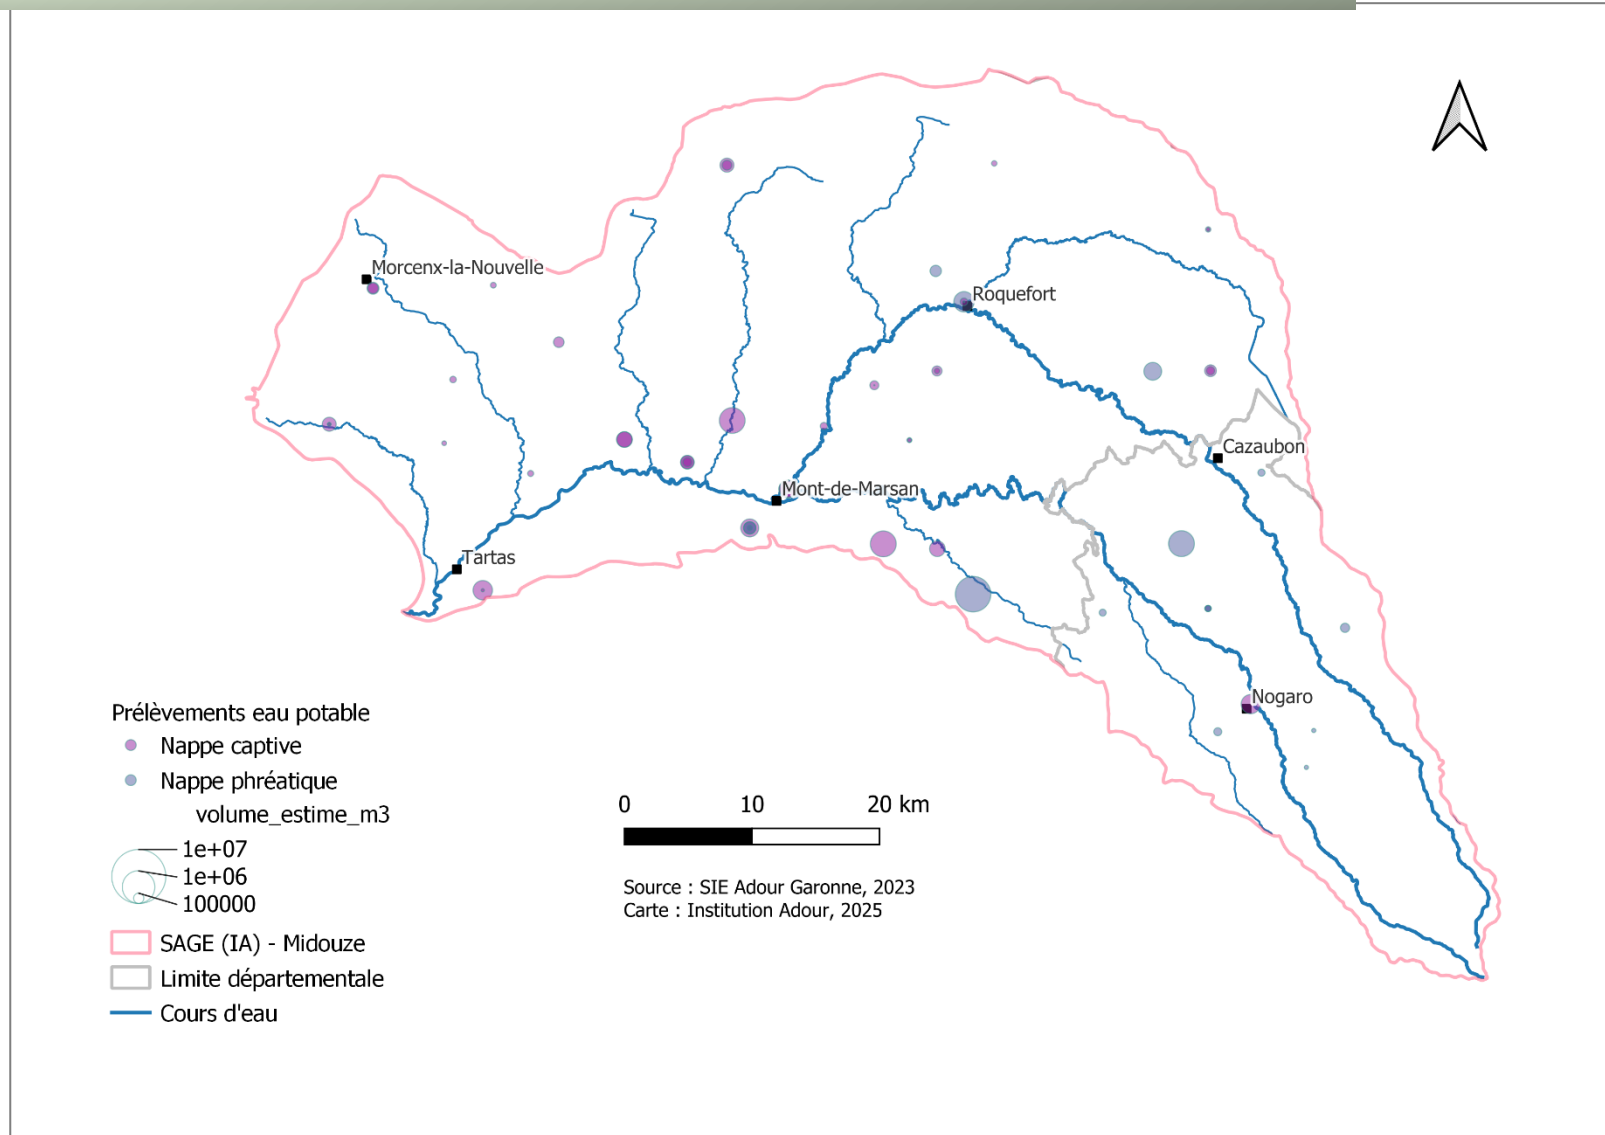 Morcenx-la-Nouvelle
Roquefort
Cazaubon
Mont-de-Marsan
Tartas
Nogaro
Prélèvements eau potable
Nappe captive
Nappe phréatique
volume_estime_m3
1e+07
1e+06
100000
SAGE (IA) - Midouze
Limite départementale
Cours d'eau
0 10 20 km
Source : SIE Adour Garonne, 2023
Carte : Institution Adour, 2025